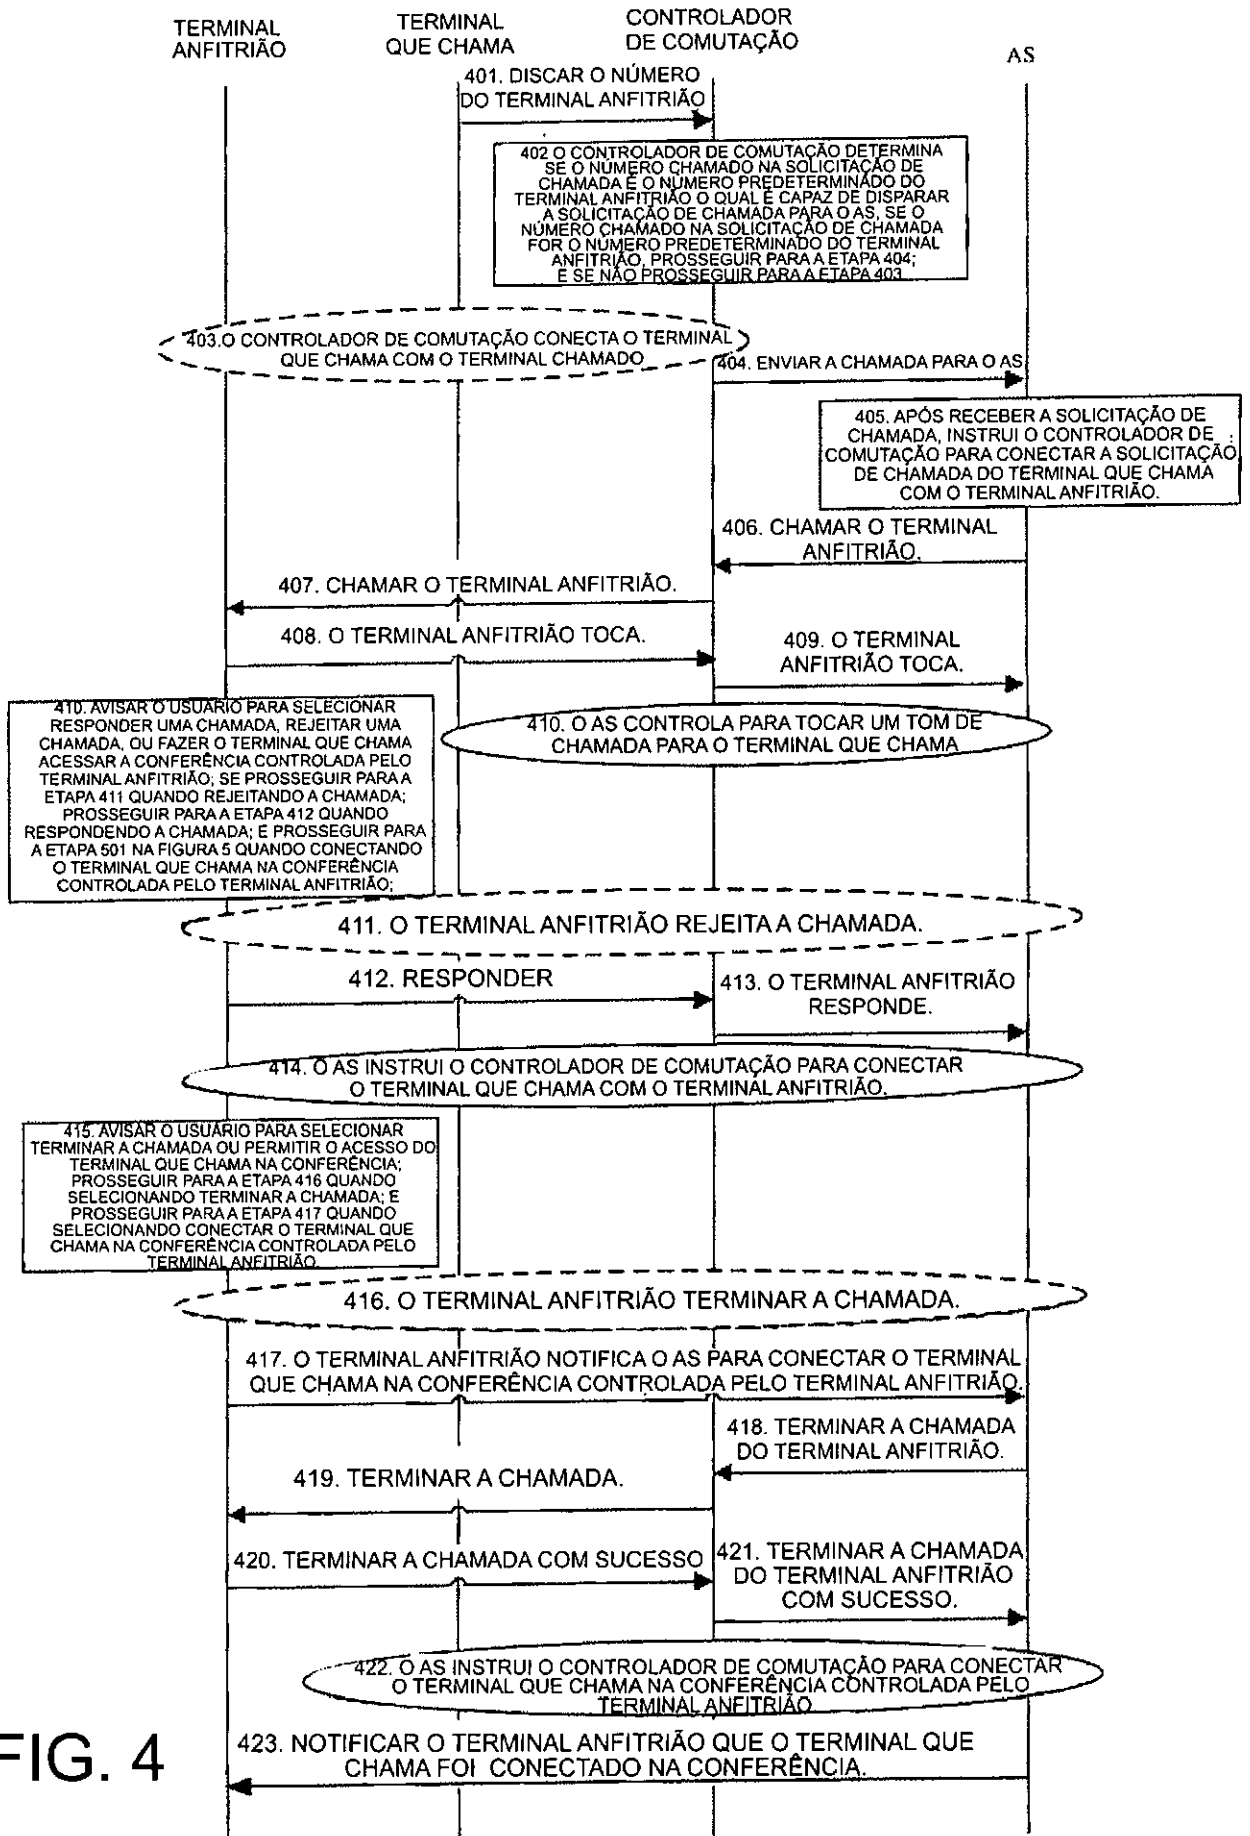 TERMINAL
ANFITRIÃO
TERMINAL
QUE CHAMA
CONTROLADOR
DE COMUTAÇÃO
AS
401. DISCAR O NÚMERO
DO TERMINAL ANFITRIÃO
402 O CONTROLADOR DE COMUTAÇÃO DETERMINA
SE O NÚMERO CHAMADO NA SOLICITAÇÃO DE
CHAMADA É O NÚMERO PREDETERMINADO DO
TERMINAL ANFITRIÃO O QUAL É CAPAZ DE DISPARAR
A SOLICITAÇÃO DE CHAMADA PARA O AS, SE O
NÚMERO CHAMADO NA SOLICITAÇÃO DE CHAMADA
FOR O NÚMERO PREDETERMINADO DO TERMINAL
ANFITRIÃO, PROSSEGUIR PARA A ETAPA 404;
E SE NÃO PROSSEGUIR PARA A ETAPA 403
403.O CONTROLADOR DE COMUTAÇÃO CONECTA O TERMINAL
QUE CHAMA COM O TERMINAL CHAMADO
404. ENVIAR A CHAMADA PARA O AS
405. APÓS RECEBER A SOLICITAÇÃO DE
CHAMADA, INSTRUI O CONTROLADOR DE
COMUTAÇÃO PARA CONECTAR A SOLICITAÇÃO
DE CHAMADA DO TERMINAL QUE CHAMA
COM O TERMINAL ANFITRIÃO.
406. CHAMAR O TERMINAL
ANFITRIÃO.
407. CHAMAR O TERMINAL ANFITRIÃO.
408. O TERMINAL ANFITRIÃO TOCA.
409. O TERMINAL
ANFITRIÃO TOCA.
410. AVISAR O USUÁRIO PARA SELECIONAR
RESPONDER UMA CHAMADA, REJEITAR UMA
CHAMADA, OU FAZER O TERMINAL QUE CHAMA
ACESSAR A CONFERÊNCIA CONTROLADA PELO
TERMINAL ANFITRIÃO; SE PROSSEGUIR PARA A
ETAPA 411 QUANDO REJEITANDO A CHAMADA;
PROSSEGUIR PARA A ETAPA 412 QUANDO
RESPONDENDO A CHAMADA; E PROSSEGUIR PARA
A ETAPA 501 NA FIGURA 5 QUANDO CONECTANDO
O TERMINAL QUE CHAMA NA CONFERÊNCIA
CONTROLADA PELO TERMINAL ANFITRIÃO;
410. O AS CONTROLA PARA TOCAR UM TOM DE
CHAMADA PARA O TERMINAL QUE CHAMA
411. O TERMINAL ANFITRIÃO REJEITA A CHAMADA.
412. RESPONDER
413. O TERMINAL ANFITRIÃO
RESPONDE.
414. O AS INSTRUI O CONTROLADOR DE COMUTAÇÃO PARA CONECTAR
O TERMINAL QUE CHAMA COM O TERMINAL ANFITRIÃO.
415. AVISAR O USUÁRIO PARA SELECIONAR
TERMINAR A CHAMADA OU PERMITIR O ACESSO DO
TERMINAL QUE CHAMA NA CONFERÊNCIA;
PROSSEGUIR PARA A ETAPA 416 QUANDO
SELECIONANDO TERMINAR A CHAMADA; E
PROSSEGUIR PARA A ETAPA 417 QUANDO
SELECIONANDO CONECTAR O TERMINAL QUE
CHAMA NA CONFERÊNCIA CONTROLADA PELO
TERMINAL ANFITRIÃO.
416. O TERMINAL ANFITRIÃO TERMINAR A CHAMADA.
417. O TERMINAL ANFITRIÃO NOTIFICA O AS PARA CONECTAR O TERMINAL
QUE CHAMA NA CONFERÊNCIA CONTROLADA PELO TERMINAL ANFITRIÃO.
418. TERMINAR A CHAMADA
DO TERMINAL ANFITRIÃO.
419. TERMINAR A CHAMADA.
420. TERMINAR A CHAMADA COM SUCESSO
421. TERMINAR A CHAMADA
DO TERMINAL ANFITRIÃO
COM SUCESSO.
422. O AS INSTRUI O CONTROLADOR DE COMUTAÇÃO PARA CONECTAR
O TERMINAL QUE CHAMA NA CONFERÊNCIA CONTROLADA PELO
TERMINAL ANFITRIÃO
423. NOTIFICAR O TERMINAL ANFITRIÃO QUE O TERMINAL QUE
CHAMA FOI CONECTADO NA CONFERÊNCIA.
FIG. 4